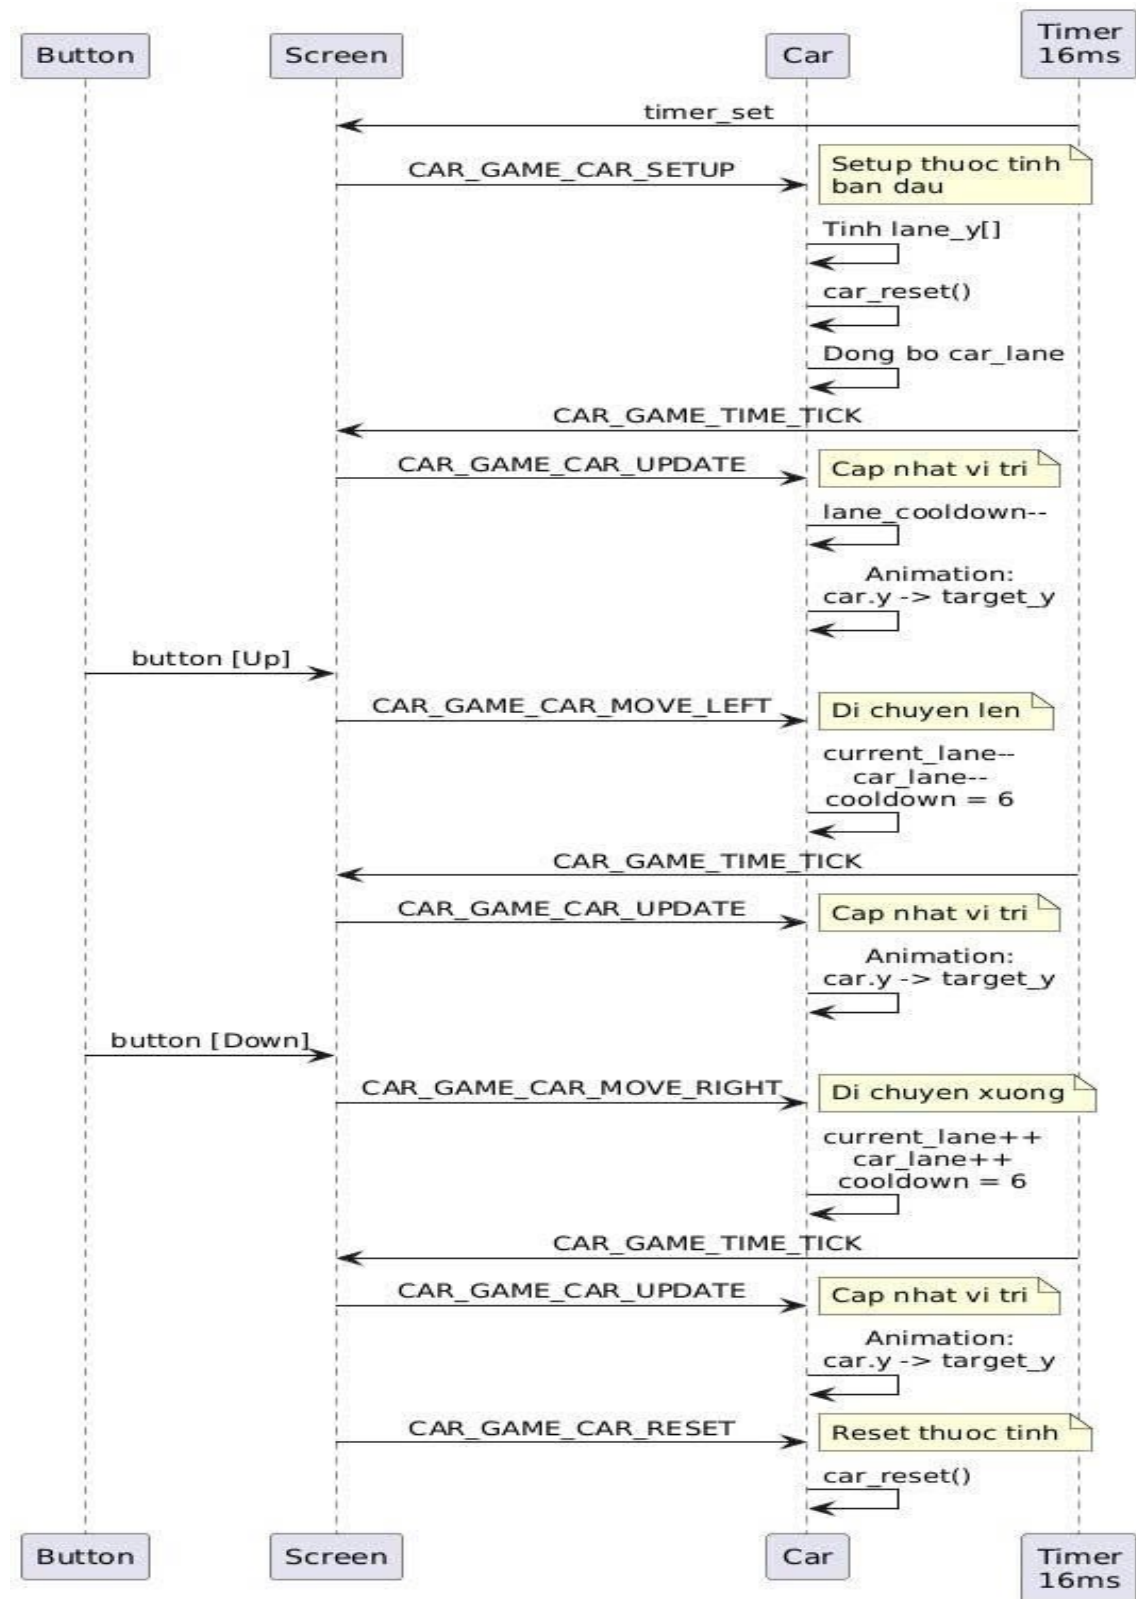 Button
Screen
Car
Timer
16ms
timer_set
CAR_GAME_CAR_SETUP
Setup thuoc tinh
ban dau
Tinh lane_y[]
car_reset()
Dong bo car_lane
CAR_GAME_TIME_TICK
CAR_GAME_CAR_UPDATE
Cap nhat vi tri
lane_cooldown--
Animation:
car.y -> target_y
button [Up]
CAR_GAME_CAR_MOVE_LEFT
Di chuyen len
current_lane--
car_lane--
cooldown = 6
CAR_GAME_TIME_TICK
CAR_GAME_CAR_UPDATE
Cap nhat vi tri
Animation:
car.y -> target_y
button [Down]
CAR_GAME_CAR_MOVE_RIGHT
Di chuyen xuong
current_lane++
car_lane++
cooldown = 6
CAR_GAME_TIME_TICK
CAR_GAME_CAR_UPDATE
Cap nhat vi tri
Animation:
car.y -> target_y
CAR_GAME_CAR_RESET
Reset thuoc tinh
car_reset()
Button
Screen
Car
Timer
16ms